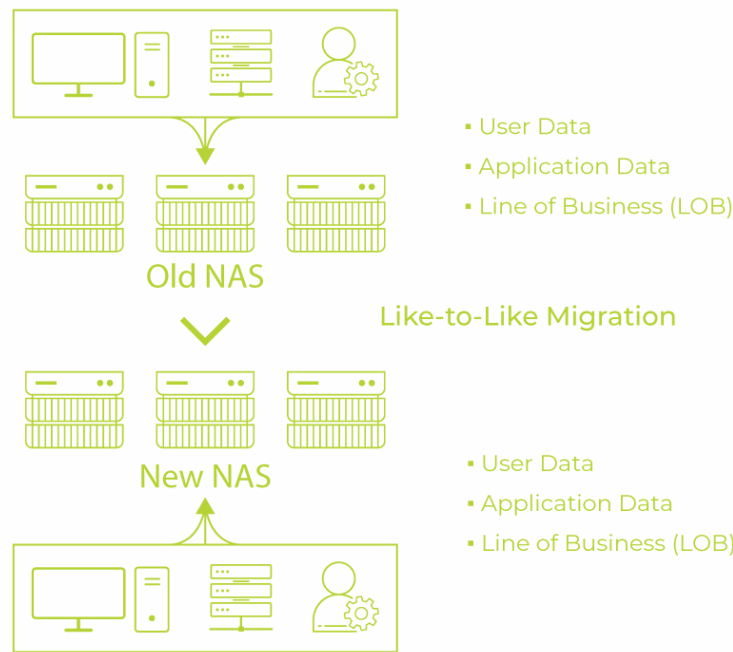 ▪ User Data
▪ Application Data
▪ Line of Business (LOB)
Old NAS
Like-to-Like Migration
New NAS
▪ User Data
▪ Application Data
▪ Line of Business (LOB)